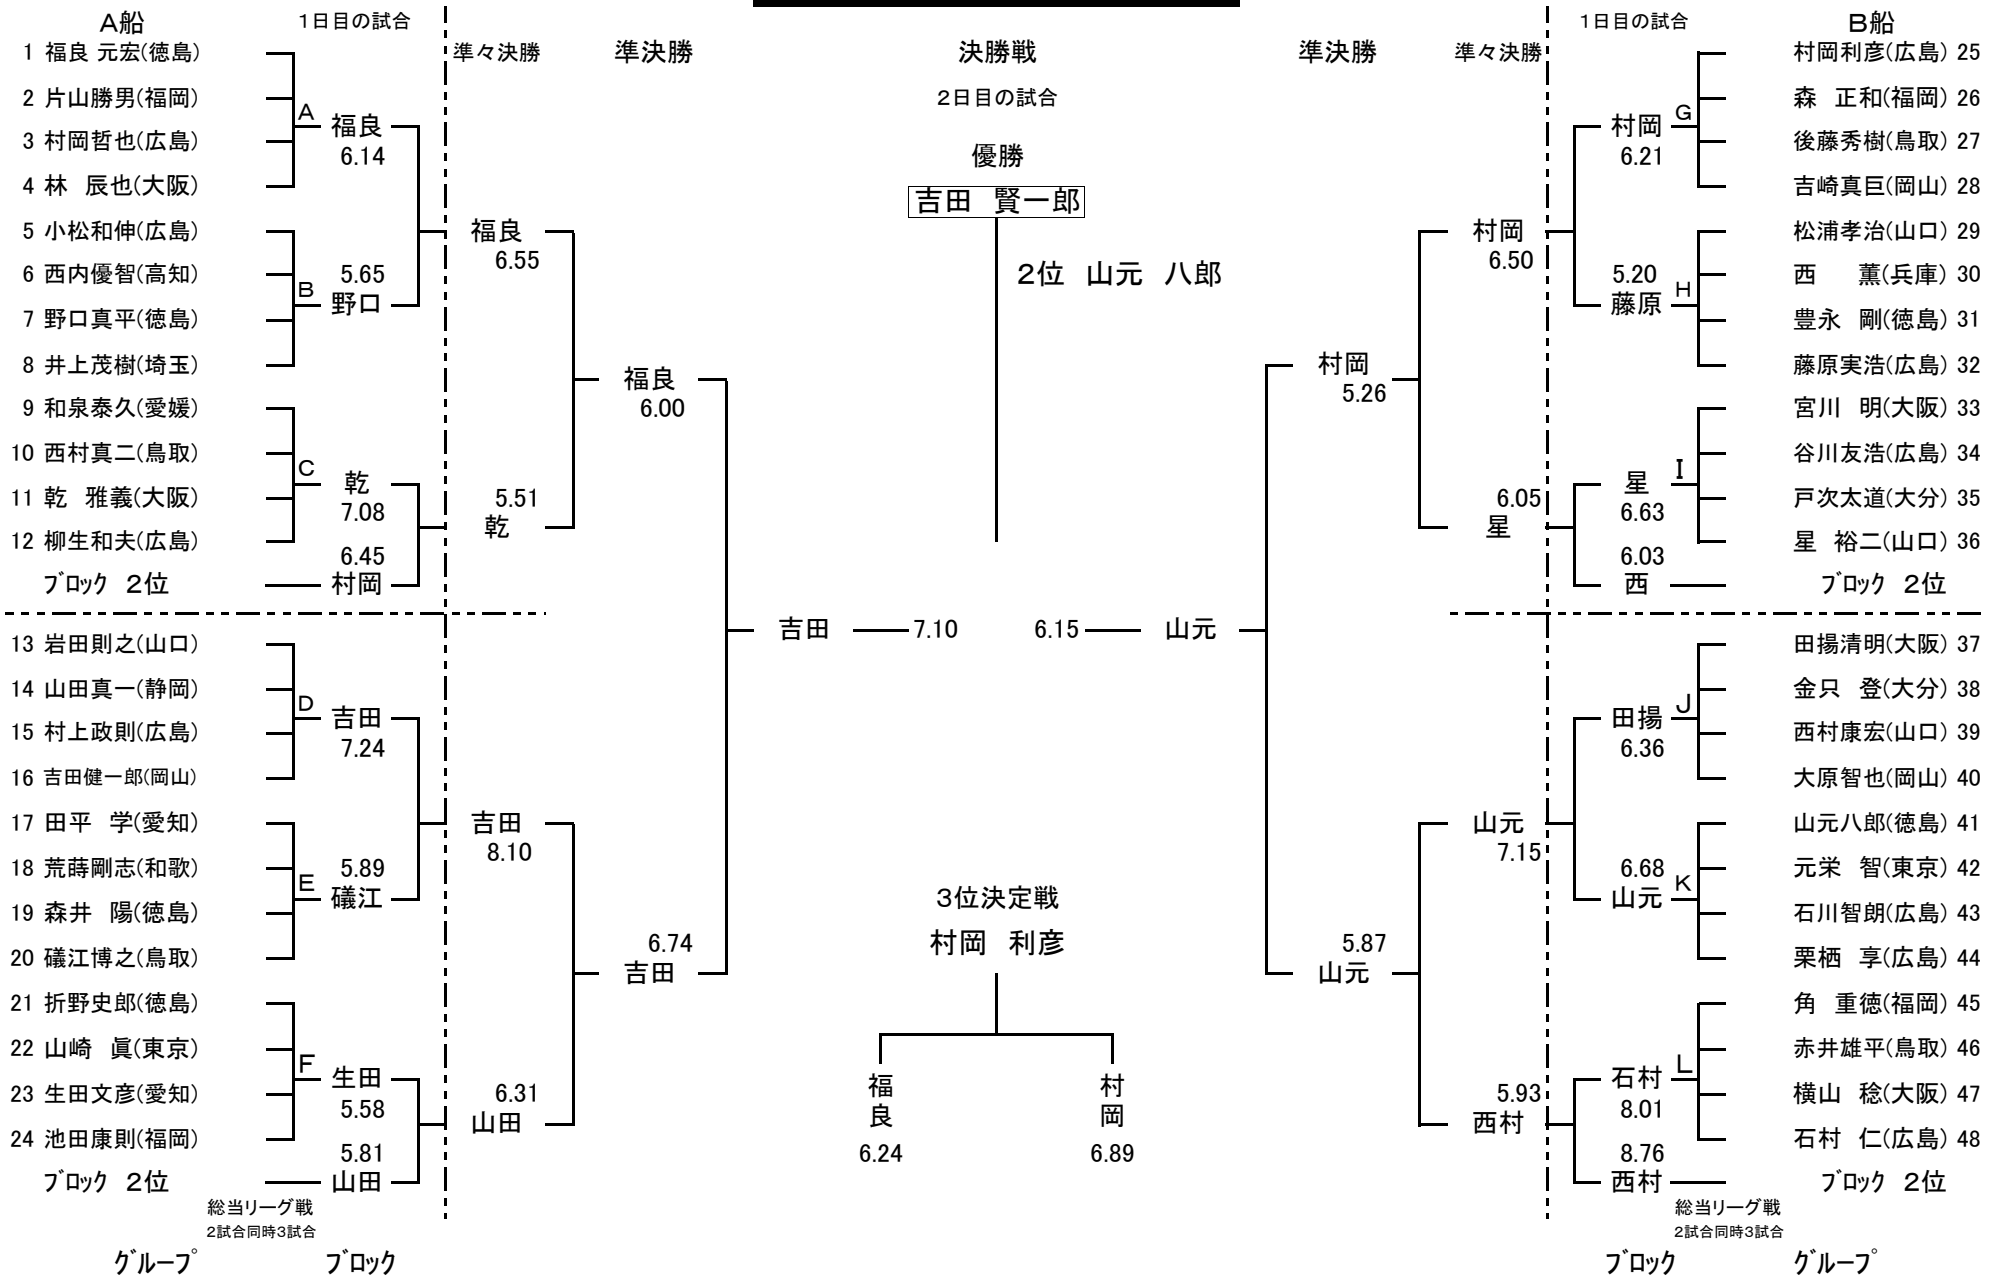 A船
1日目の試合
準々決勝
準決勝
決勝戦
準決勝
準々決勝
1日目の試合
B船
2日目の試合
優勝
吉田　賢一郎
2位　山元　八郎
1 福良 元宏(徳島)
2 片山勝男(福岡)
3 村岡哲也(広島)
4 林　辰也(大阪)
A
福良
6.14
5 小松和伸(広島)
6 西内優智(高知)
7 野口真平(徳島)
8 井上茂樹(埼玉)
B
5.65
野口
9 和泉泰久(愛媛)
10 西村真二(鳥取)
11 乾　雅義(大阪)
12 柳生和夫(広島)
C
乾
7.08
6.45
ブロック　2位
村岡
福良
6.55
5.51
乾
福良
6.00
13 岩田則之(山口)
14 山田真一(静岡)
15 村上政則(広島)
16 吉田健一郎(岡山)
D
吉田
7.24
17 田平　学(愛知)
18 荒蒔剛志(和歌)
19 森井　陽(徳島)
20 礒江博之(鳥取)
E
5.89
礒江
21 折野史郎(徳島)
22 山崎　眞(東京)
23 生田文彦(愛知)
24 池田康則(福岡)
F
生田
5.58
5.81
ブロック　2位
山田
吉田
8.10
6.31
山田
6.74
吉田
総当リーグ戦
2試合同時3試合
グループ
ブロック
吉田
7.10
6.15
山元
3位決定戦
村岡　利彦
福良
6.24
村岡
6.89
村岡
5.26
5.87
山元
村岡
6.50
6.05
星
村岡
6.21
G
村岡利彦(広島) 25
森　正和(福岡) 26
後藤秀樹(鳥取) 27
吉崎真巨(岡山) 28
5.20
藤原
H
松浦孝治(山口) 29
西　　薫(兵庫) 30
豊永　剛(徳島) 31
藤原実浩(広島) 32
星
6.63
I
宮川　明(大阪) 33
谷川友浩(広島) 34
戸次太道(大分) 35
星　裕二(山口) 36
6.03
西
ブロック　2位
山元
7.15
5.93
西村
田揚
6.36
J
田揚清明(大阪) 37
金只　登(大分) 38
西村康宏(山口) 39
大原智也(岡山) 40
6.68
山元
K
山元八郎(徳島) 41
元栄　智(東京) 42
石川智朗(広島) 43
栗栖　享(広島) 44
石村
8.01
L
角　重徳(福岡) 45
赤井雄平(鳥取) 46
横山　稔(大阪) 47
石村　仁(広島) 48
8.76
西村
ブロック　2位
総当リーグ戦
2試合同時3試合
ブロック
グループ